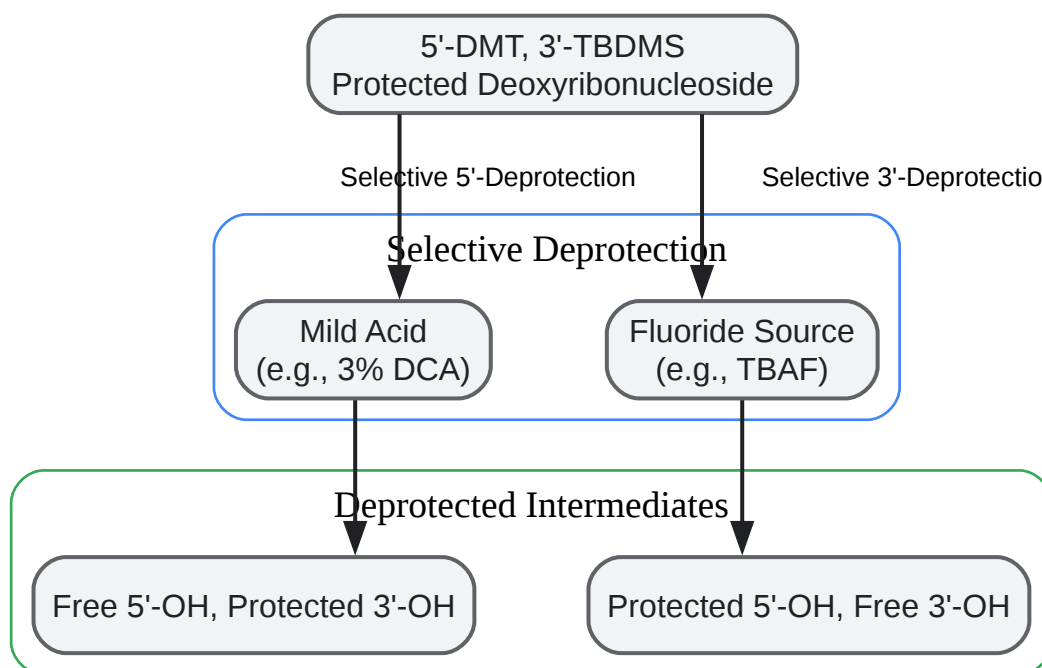 5'-DMT, 3'-TBDMS
Protected Deoxyribonucleoside
Selective 5'-Deprotection
Selective 3'-Deprotectio
Selective Deprotection
Mild Acid
(e.g., 3% DCA)
Fluoride Source
(e.g., TBAF)
Deprotected Intermediates
Free 5'-OH, Protected 3'-OH
Protected 5'-OH, Free 3'-OH